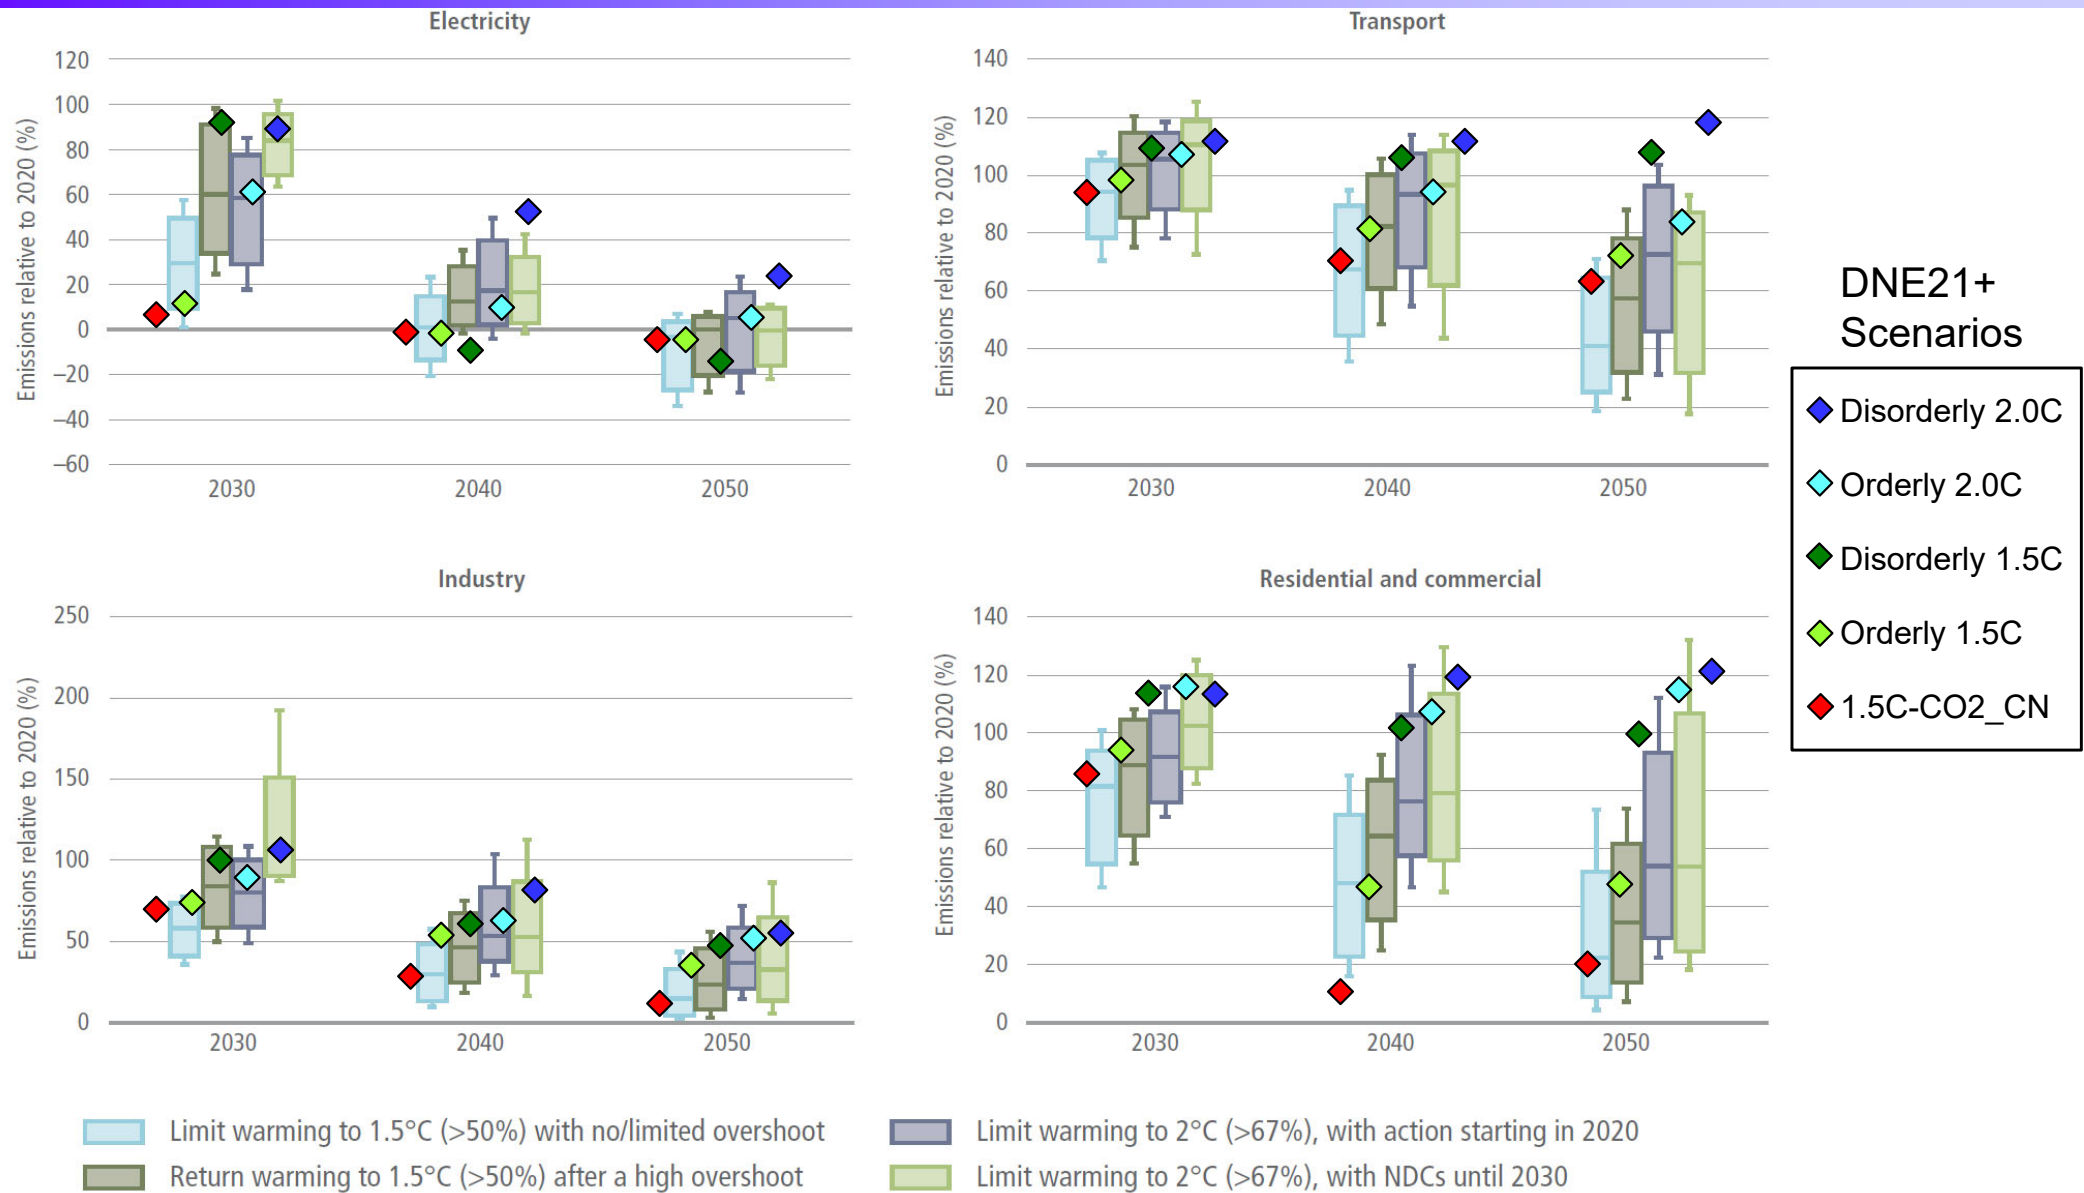 Electricity
Emissions relative to 2020 (%)
120
100
80
60
40
20
0
−20
−40
−60
2030
2040
2050
Transport
Emissions relative to 2020 (%)
140
120
100
80
60
40
20
0
2030
2040
2050
Industry
Emissions relative to 2020 (%)
250
200
150
100
50
0
2030
2040
2050
Residential and commercial
Emissions relative to 2020 (%)
140
120
100
80
60
40
20
0
2030
2040
2050
DNE21+
Scenarios
Disorderly 2.0C
Orderly 2.0C
Disorderly 1.5C
Orderly 1.5C
1.5C-CO2_CN
Limit warming to 1.5°C (>50%) with no/limited overshoot
Return warming to 1.5°C (>50%) after a high overshoot
Limit warming to 2°C (>67%), with action starting in 2020
Limit warming to 2°C (>67%), with NDCs until 2030